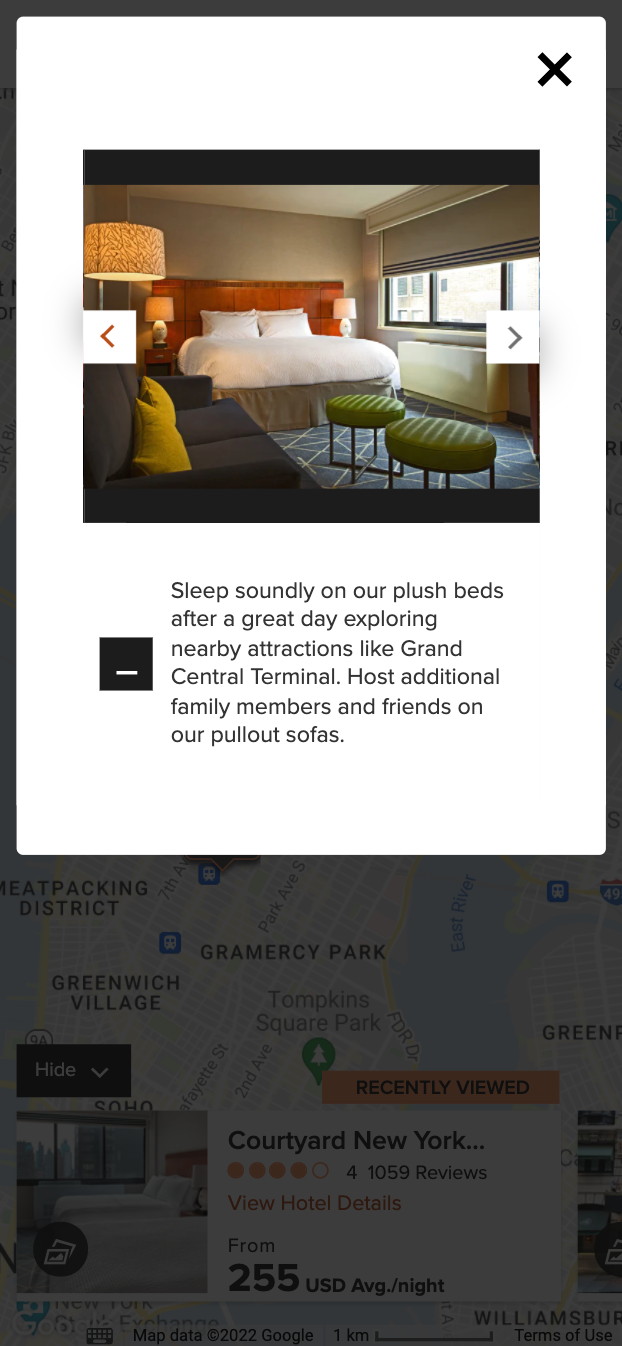 Sleep soundly on our plush beds
after a great day exploring
nearby attractions like Grand
Central Terminal. Host additional
family members and friends on
our pullout sofas.
7th Av
Park Ave S
MEATPACKING
DISTRICT
East River
49
GRAMERCY PARK
GREENWICH
VILLAGE
Tompkins
Square Park
FDR Dr
9A
Hide
2nd Ave
SOHO
RECENTLY VIEWED
Courtyard New York...
4 1059 Reviews
View Hotel Details
From
255 USD Avg./night
New York
Stock Exchange
WILLIAMSBUR
Google
Map data ©2022 Google
1 km
Terms of Use